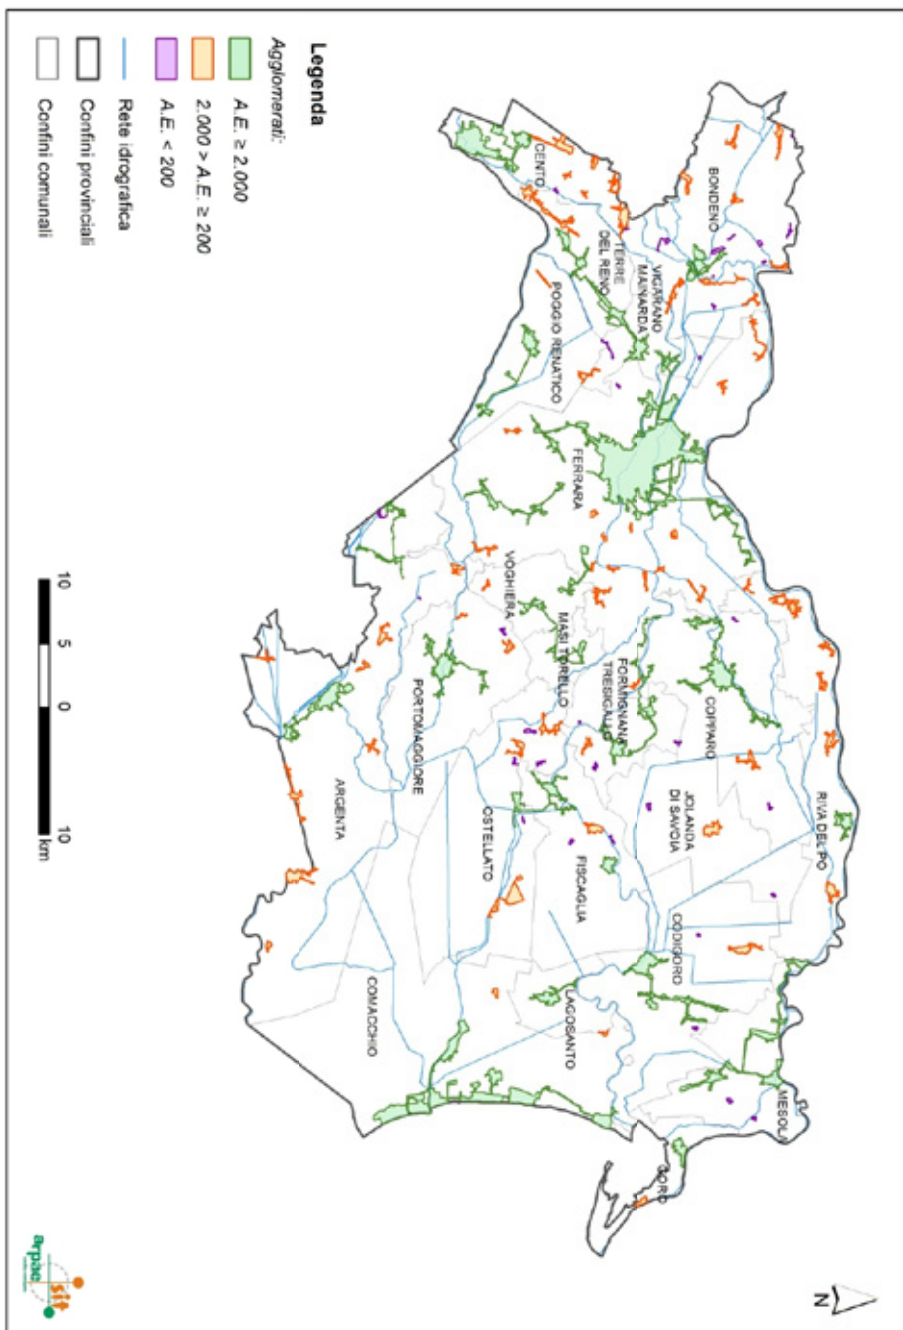 Legenda
Agglomerati:
A.E. ≥ 2.000
2.000 > A.E. ≥ 200
A.E. < 200
Rete idrografica
Confini provinciali
Confini comunali
BONDENO
CENTO
TERRE
DEL RENO
VIGARANO
MAINARDA
POGGIO RENATICO
FERRARA
VOGHIERA
MASI TORELLO
FORMIGNANA
TRESIGALLO
COPPARO
RIVA DEL PO
JOLANDA
DI SAVOIA
PORTOMAGGIORE
ARGENTA
OSTELLATO
FISCAGLIA
CODIGORO
LAGOSANTO
COMACCHIO
MESOLA
GORO
10
5
0
10
km
N
sit
arpae